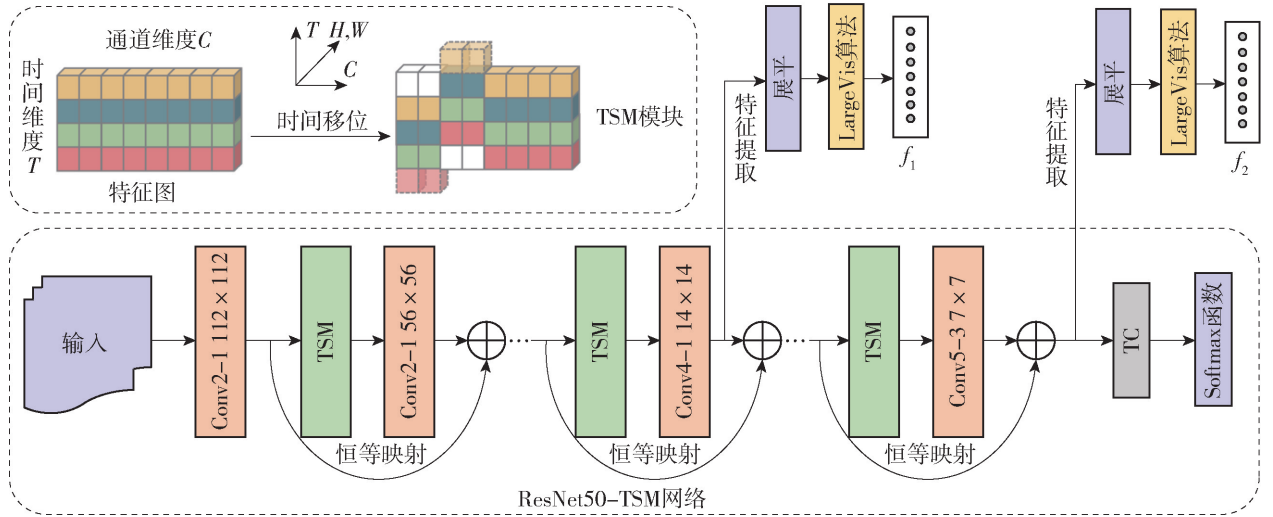 通道维度C
时间维度T
特征图
T H,W
C
时间移位
TSM模块
特征提取
展平
LargeVis算法
f1
特征提取
展平
LargeVis算法
f2
输入
Conv2-1 112×112
TSM
Conv2-1 56×56
恒等映射
···
TSM
Conv4-1 14×14
恒等映射
···
TSM
Conv5-3 7×7
恒等映射
TC
Softmax函数
ResNet50-TSM网络